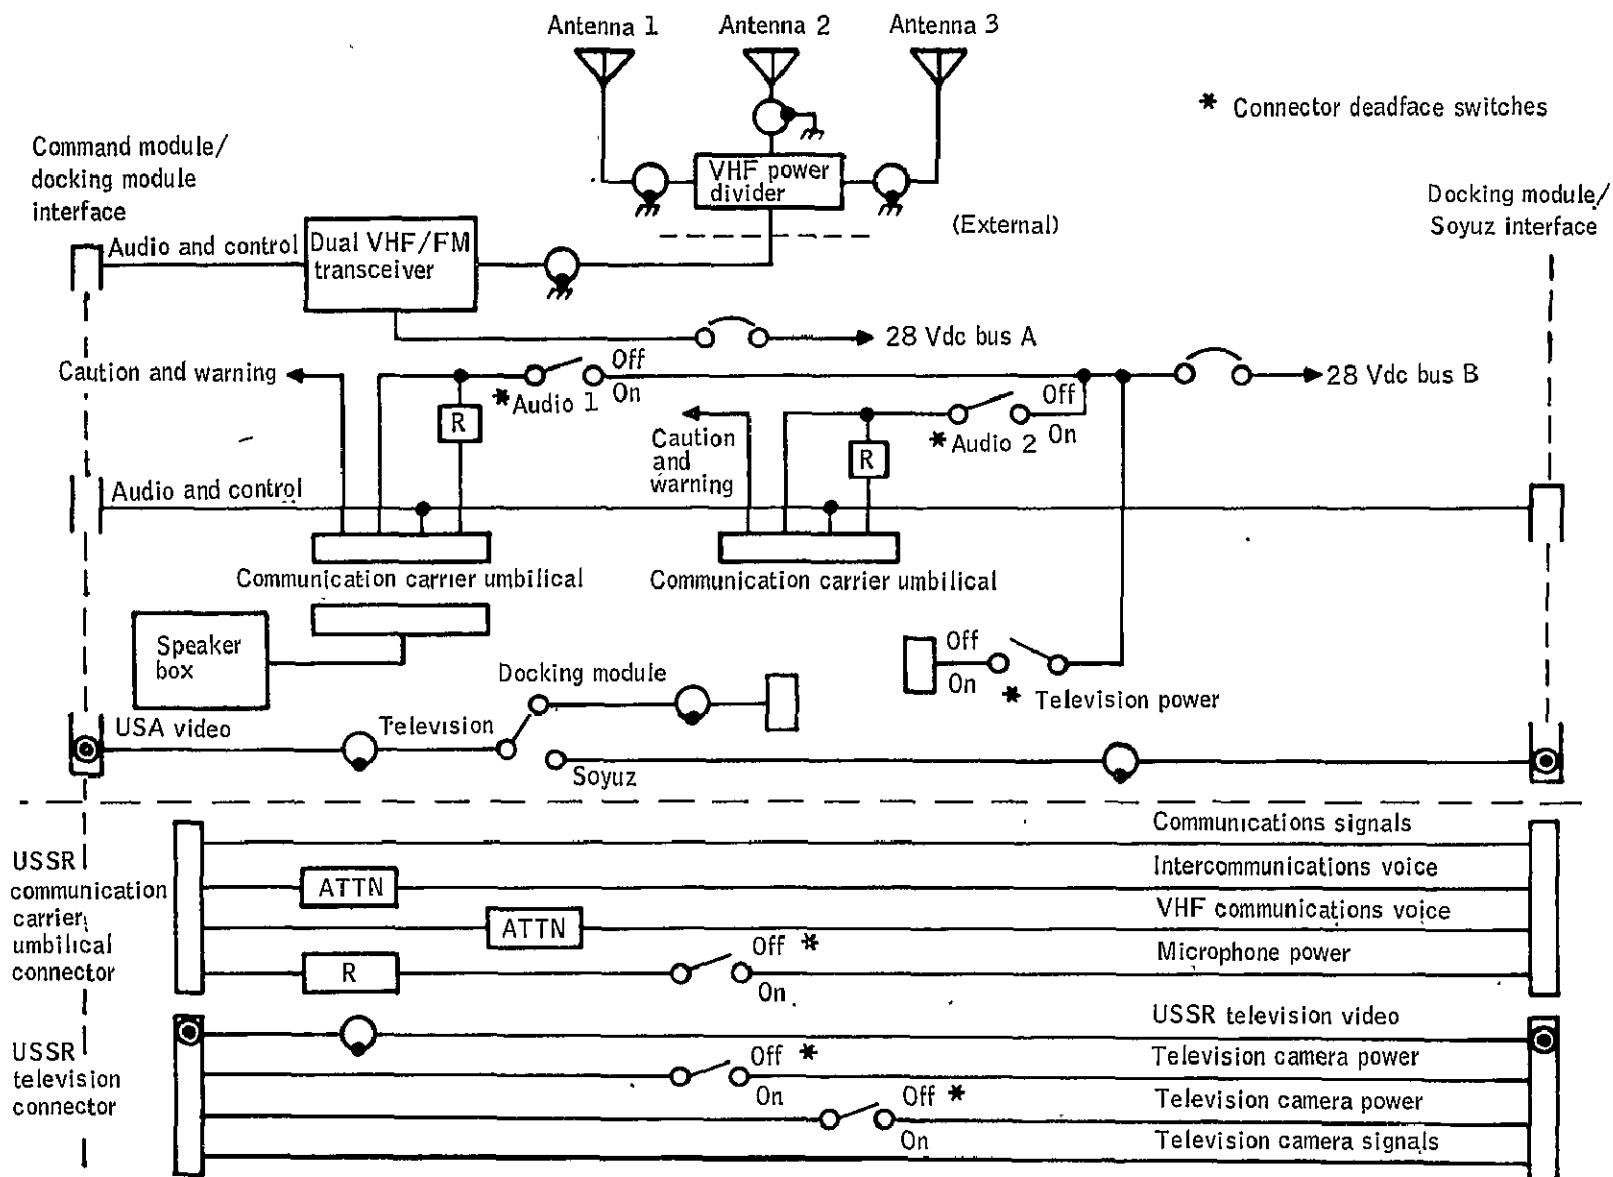 Antenna 1
Antenna 2
Antenna 3
* Connector deadface switches
Command module/
docking module
interface
VHF power
divider
Docking module/
Soyuz interface
(External)
Audio and control
Dual VHF/FM
transceiver
28 Vdc bus A
Caution and warning
Off
* Audio 1
On
28 Vdc bus B
R
Off
* Audio 2
On
Caution
and
warning
R
Audio and control
Communication carrier umbilical
Communication carrier umbilical
Speaker
box
Off
On
* Television power
Docking module
USA video
Television
Soyuz
USSR
communication
carrier
umbilical
connector
Communications signals
ATTN
Intercommunications voice
ATTN
VHF communications voice
R
Off *
On
Microphone power
USSR
television
connector
USSR television video
Off *
On
Television camera power
Off *
On
Television camera power
Television camera signals